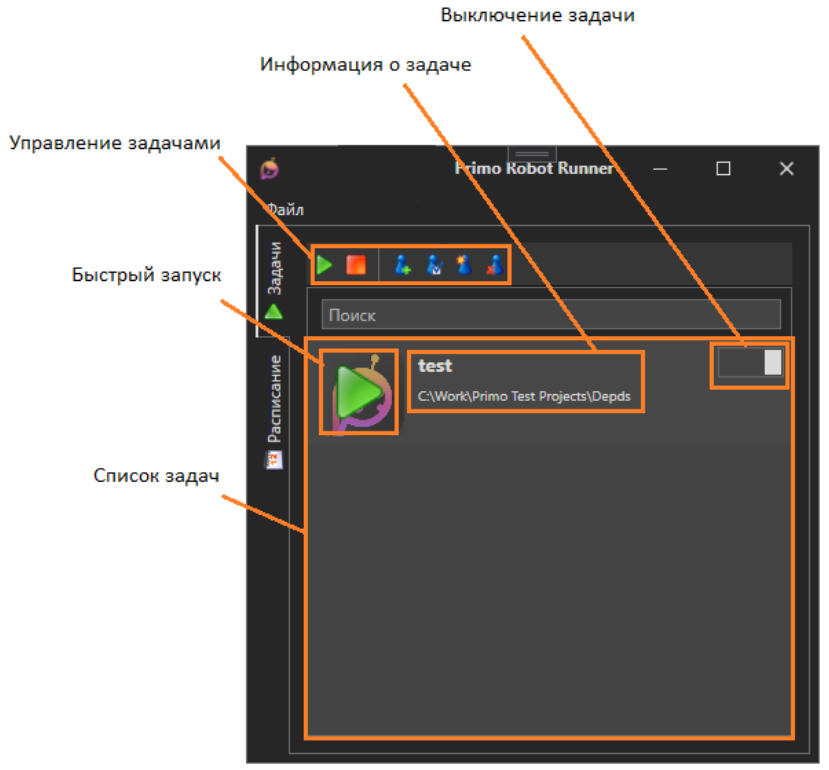 Выключение задачи
Информация о задаче
Управление задачами
Primo Robot Runner
Файл
Задачи
Быстрый запуск
Поиск
test
C:\Work\Primo Test Projects\Depds
Расписание
12
Список задач